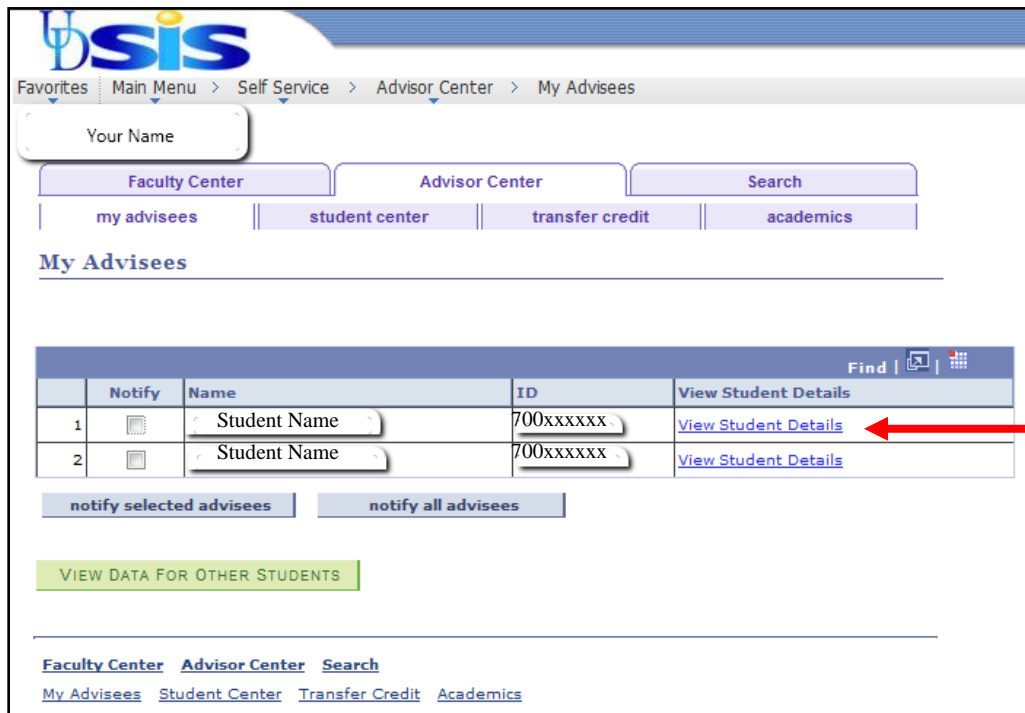 UDSIS
Favorites Main Menu > Self Service > Advisor Center > My Advisees
Your Name
Faculty Center Advisor Center Search
my advisees student center transfer credit academics
My Advisees
Find | |
Notify Name ID View Student Details
1 Student Name 700xxxxxx View Student Details
2 Student Name 700xxxxxx View Student Details
notify selected advisees notify all advisees
VIEW DATA FOR OTHER STUDENTS
Faculty Center Advisor Center Search
My Advisees Student Center Transfer Credit Academics